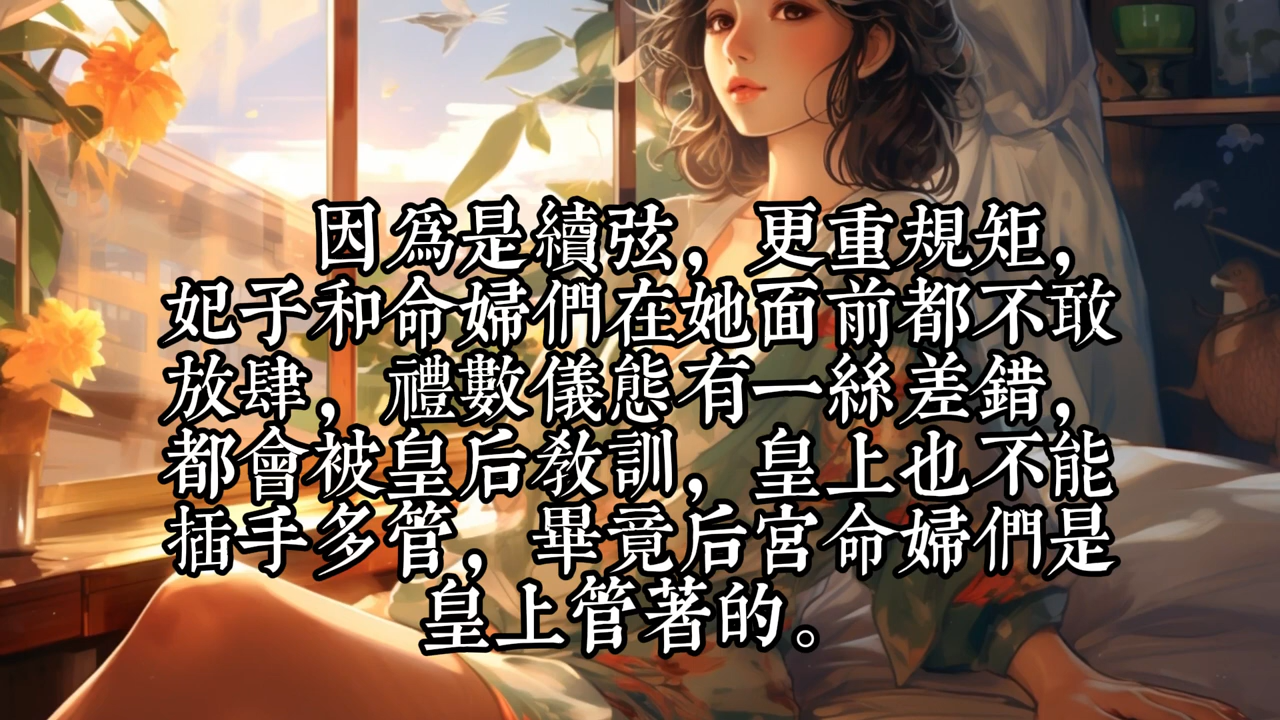 因為是續弦，更重規矩，
妃子和命婦們在她面前都不敢
放肆，禮數儀態有一絲差錯，
都會被皇后教訓，皇上也不能
插手多管，畢竟后宮命婦們是
皇上管著的。